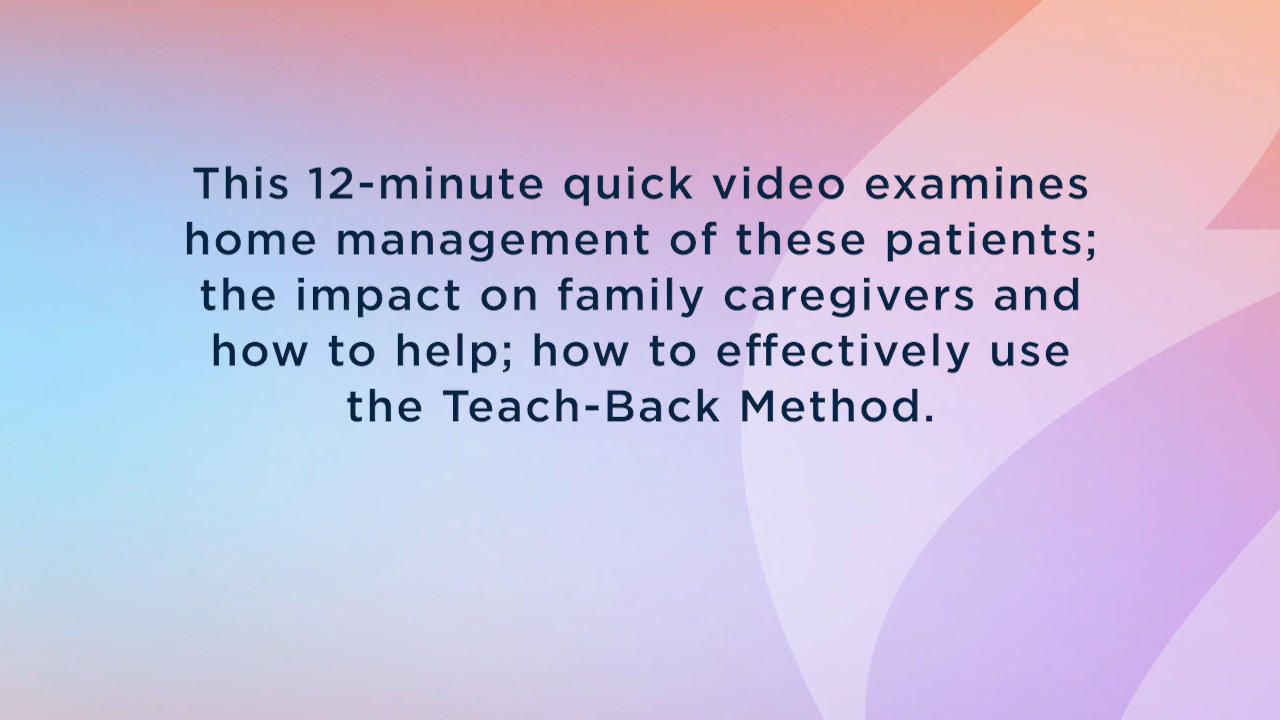 This 12-minute quick video examines
home management of these patients;
the impact on family caregivers and
how to help; how to effectively use
the Teach-Back Method.